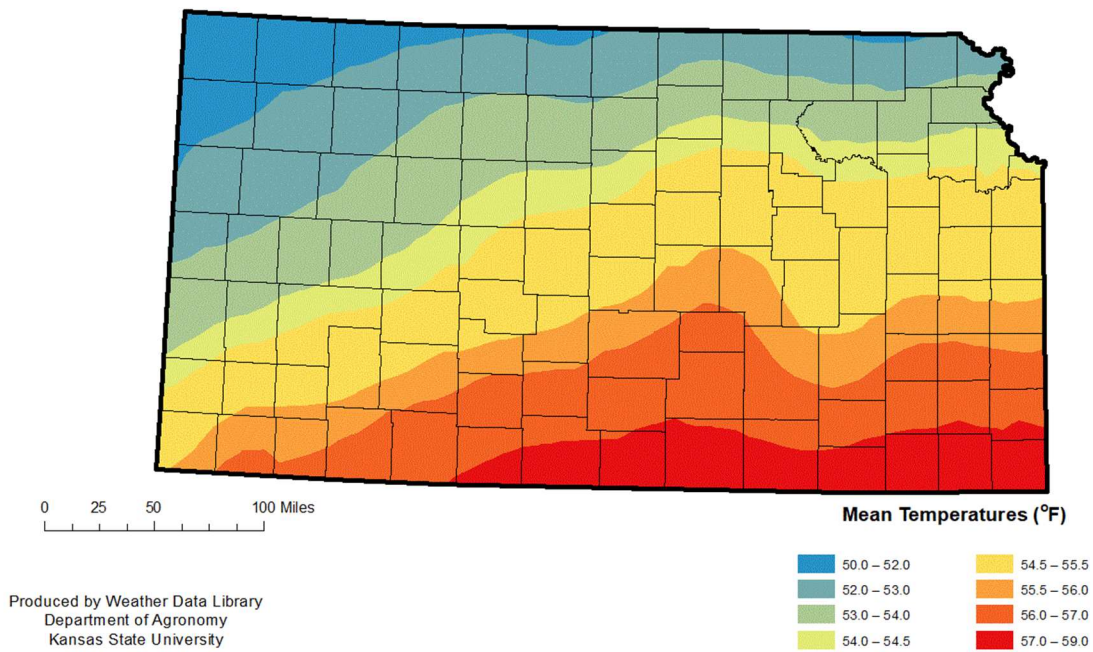 0 25 50 100 Miles
Mean Temperatures (°F)
50.0 – 52.0
52.0 – 53.0
53.0 – 54.0
54.0 – 54.5
54.5 – 55.5
55.5 – 56.0
56.0 – 57.0
57.0 – 59.0
Produced by Weather Data Library
Department of Agronomy
Kansas State University